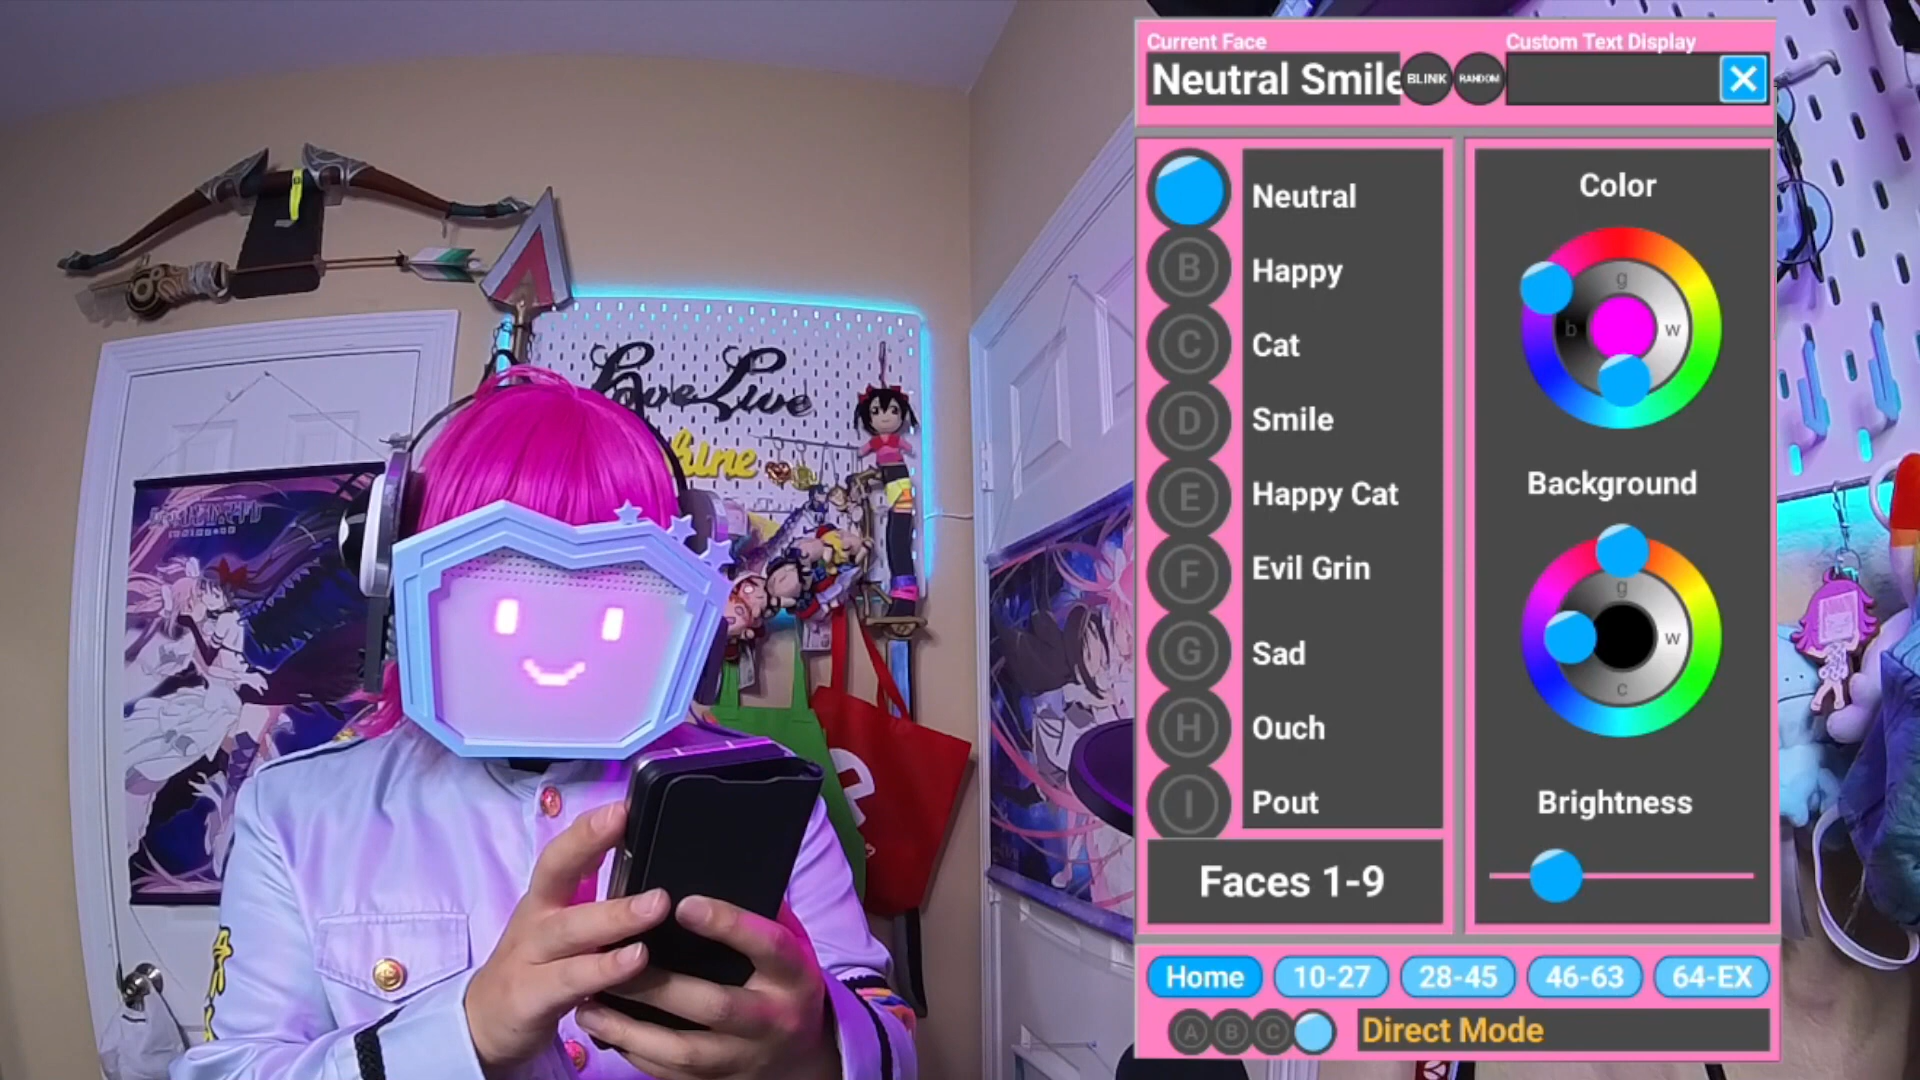 Current Face
Custom Text Display
Neutral Smile
BLINK
RANDOM
Neutral
B
Happy
C
Cat
D
Smile
E
Happy Cat
F
Evil Grin
G
Sad
H
Ouch
I
Pout
Faces 1-9
Color
g
b
w
Background
g
w
c
Brightness
Home
10-27
28-45
46-63
64-EX
A
B
C
Direct Mode
Love Live